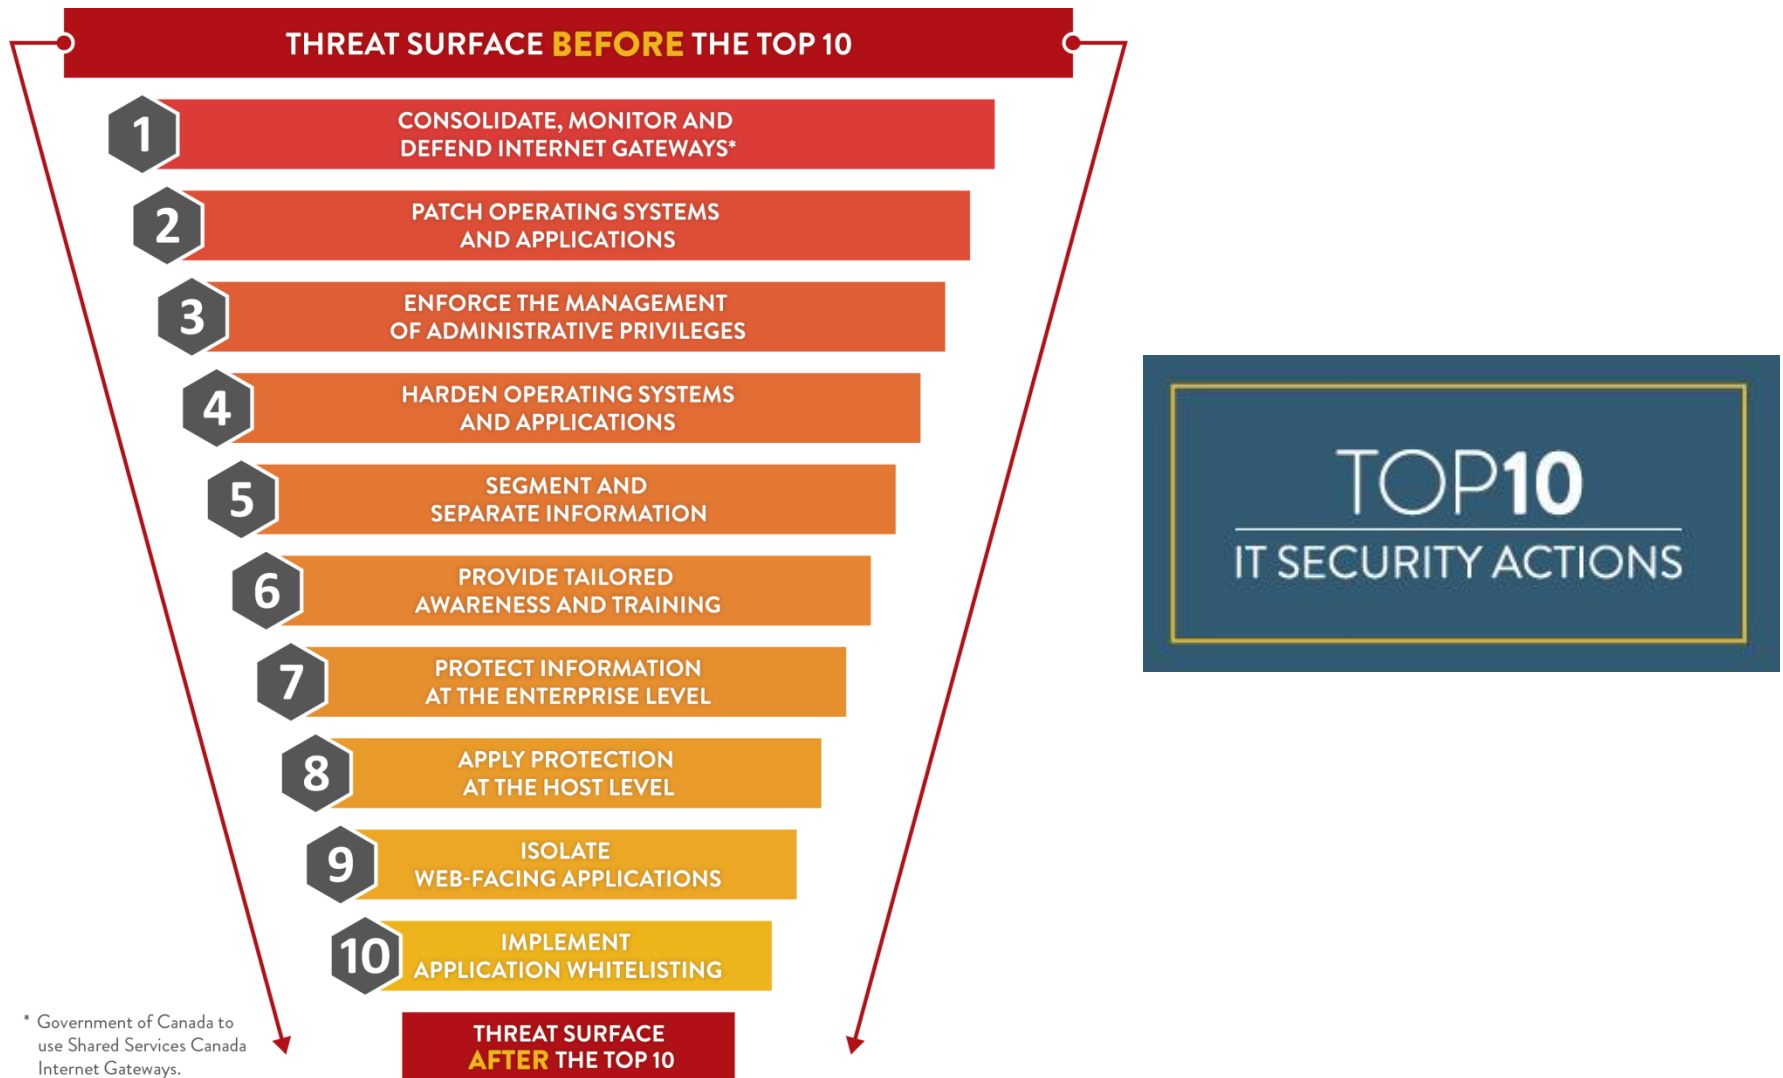 THREAT SURFACE BEFORE THE TOP 10
1
CONSOLIDATE, MONITOR AND
DEFEND INTERNET GATEWAYS*
2
PATCH OPERATING SYSTEMS
AND APPLICATIONS
3
ENFORCE THE MANAGEMENT
OF ADMINISTRATIVE PRIVILEGES
4
HARDEN OPERATING SYSTEMS
AND APPLICATIONS
5
SEGMENT AND
SEPARATE INFORMATION
6
PROVIDE TAILORED
AWARENESS AND TRAINING
7
PROTECT INFORMATION
AT THE ENTERPRISE LEVEL
8
APPLY PROTECTION
AT THE HOST LEVEL
9
ISOLATE
WEB-FACING APPLICATIONS
10
IMPLEMENT
APPLICATION WHITELISTING
THREAT SURFACE
AFTER THE TOP 10
* Government of Canada to
use Shared Services Canada
Internet Gateways.
TOP10
IT SECURITY ACTIONS